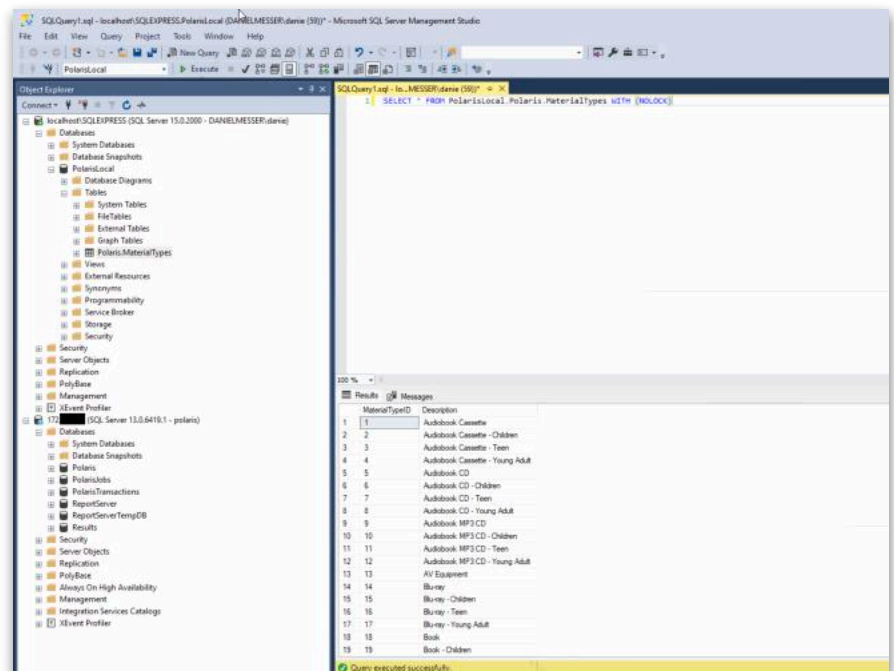 SQLQuery1.sql - localhost\SQLEXPRESS.PolarisLocal (DANIELMESSER\danie (59))* - Microsoft SQL Server Management Studio
File Edit View Query Project Tools Window Help
New Query
PolarisLocal Execute
Object Explorer
Connect
localhost\SQLEXPRESS (SQL Server 15.0.2000 - DANIELMESSER\danie)
Databases
System Databases
Database Snapshots
PolarisLocal
Database Diagrams
Tables
System Tables
FileTables
External Tables
Graph Tables
Polaris.MaterialTypes
Views
External Resources
Synonyms
Programmability
Service Broker
Storage
Security
Security
Server Objects
Replication
PolyBase
Management
XEvent Profiler
172 (SQL Server 13.0.6419.1 - polaris)
Databases
System Databases
Database Snapshots
Polaris
PolarisJobs
PolarisTransactions
ReportServer
ReportServerTempDB
Results
Security
Server Objects
Replication
PolyBase
Always On High Availability
Management
Integration Services Catalogs
XEvent Profiler
SQLQuery1.sql - lo...MESSER\danie (59))*
1 SELECT * FROM PolarisLocal.Polaris.MaterialTypes WITH (NOLOCK)
100 %
Results Messages
MaterialTypeID Description
1 1 Audiobook Cassette
2 2 Audiobook Cassette - Children
3 3 Audiobook Cassette - Teen
4 4 Audiobook Cassette - Young Adult
5 5 Audiobook CD
6 6 Audiobook CD - Children
7 7 Audiobook CD - Teen
8 8 Audiobook CD - Young Adult
9 9 Audiobook MP3 CD
10 10 Audiobook MP3 CD - Children
11 11 Audiobook MP3 CD - Teen
12 12 Audiobook MP3 CD - Young Adult
13 13 AV Equipment
14 14 Blu-ray
15 15 Blu-ray - Children
16 16 Blu-ray - Teen
17 17 Blu-ray - Young Adult
18 18 Book
19 19 Book - Children
Query executed successfully.